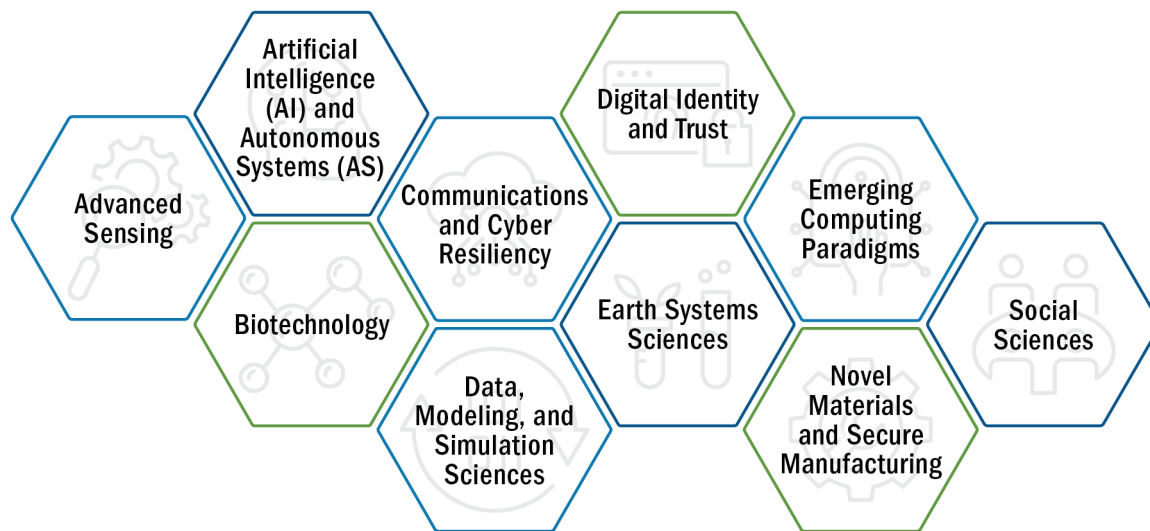 Artificial
Intelligence
(AI) and
Autonomous
Systems (AS)
Digital Identity
and Trust
Advanced
Sensing
Communications
and Cyber
Resiliency
Emerging
Computing
Paradigms
Biotechnology
Earth Systems
Sciences
Social
Sciences
Data,
Modeling, and
Simulation
Sciences
Novel
Materials
and Secure
Manufacturing